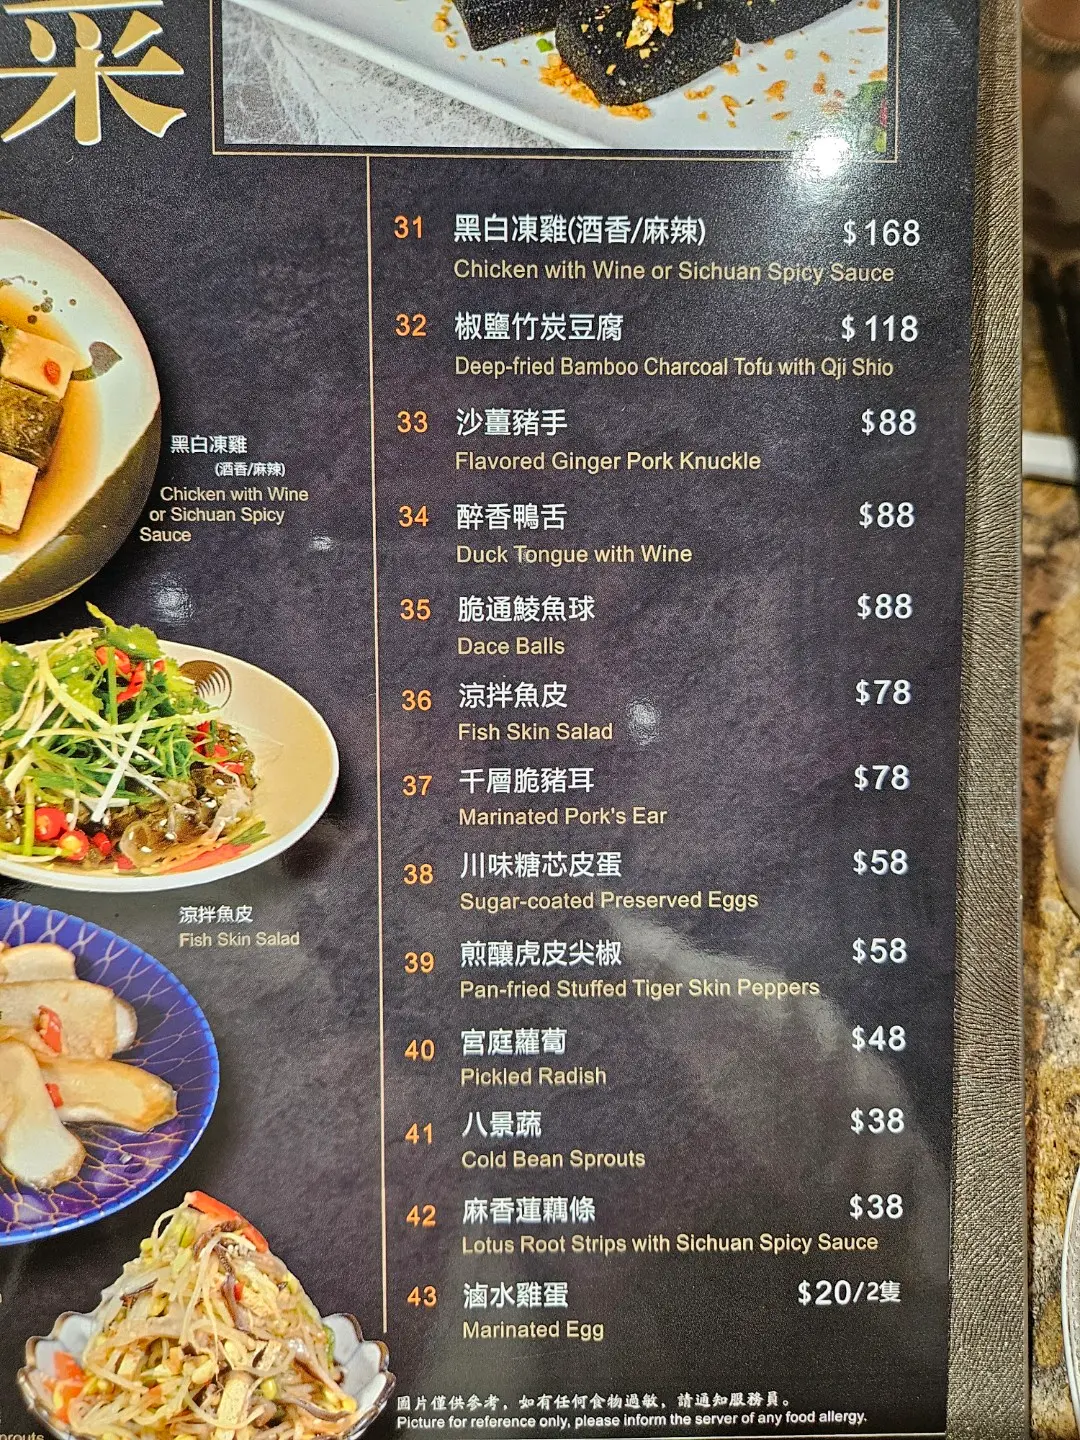 菜
黑白凍雞
(酒香/麻辣)
Chicken with Wine
or Sichuan Spicy
Sauce
涼拌魚皮
Fish Skin Salad
31 黑白凍雞(酒香/麻辣) $168
Chicken with Wine or Sichuan Spicy Sauce
32 椒鹽竹炭豆腐 $118
Deep-fried Bamboo Charcoal Tofu with Qji Shio
33 沙薑豬手 $88
Flavored Ginger Pork Knuckle
34 醉香鴨舌 $88
Duck Tongue with Wine
35 脆通鯪魚球 $88
Dace Balls
36 涼拌魚皮 $78
Fish Skin Salad
37 千層脆豬耳 $78
Marinated Pork's Ear
38 川味糖芯皮蛋 $58
Sugar-coated Preserved Eggs
39 煎釀虎皮尖椒 $58
Pan-fried Stuffed Tiger Skin Peppers
40 宮庭蘿蔔 $48
Pickled Radish
41 八景蔬 $38
Cold Bean Sprouts
42 麻香蓮藕條 $38
Lotus Root Strips with Sichuan Spicy Sauce
43 滷水雞蛋 $20/2隻
Marinated Egg
圖片僅供參考，如有任何食物過敏，請通知服務員。
Picture for reference only, please inform the server of any food allergy.